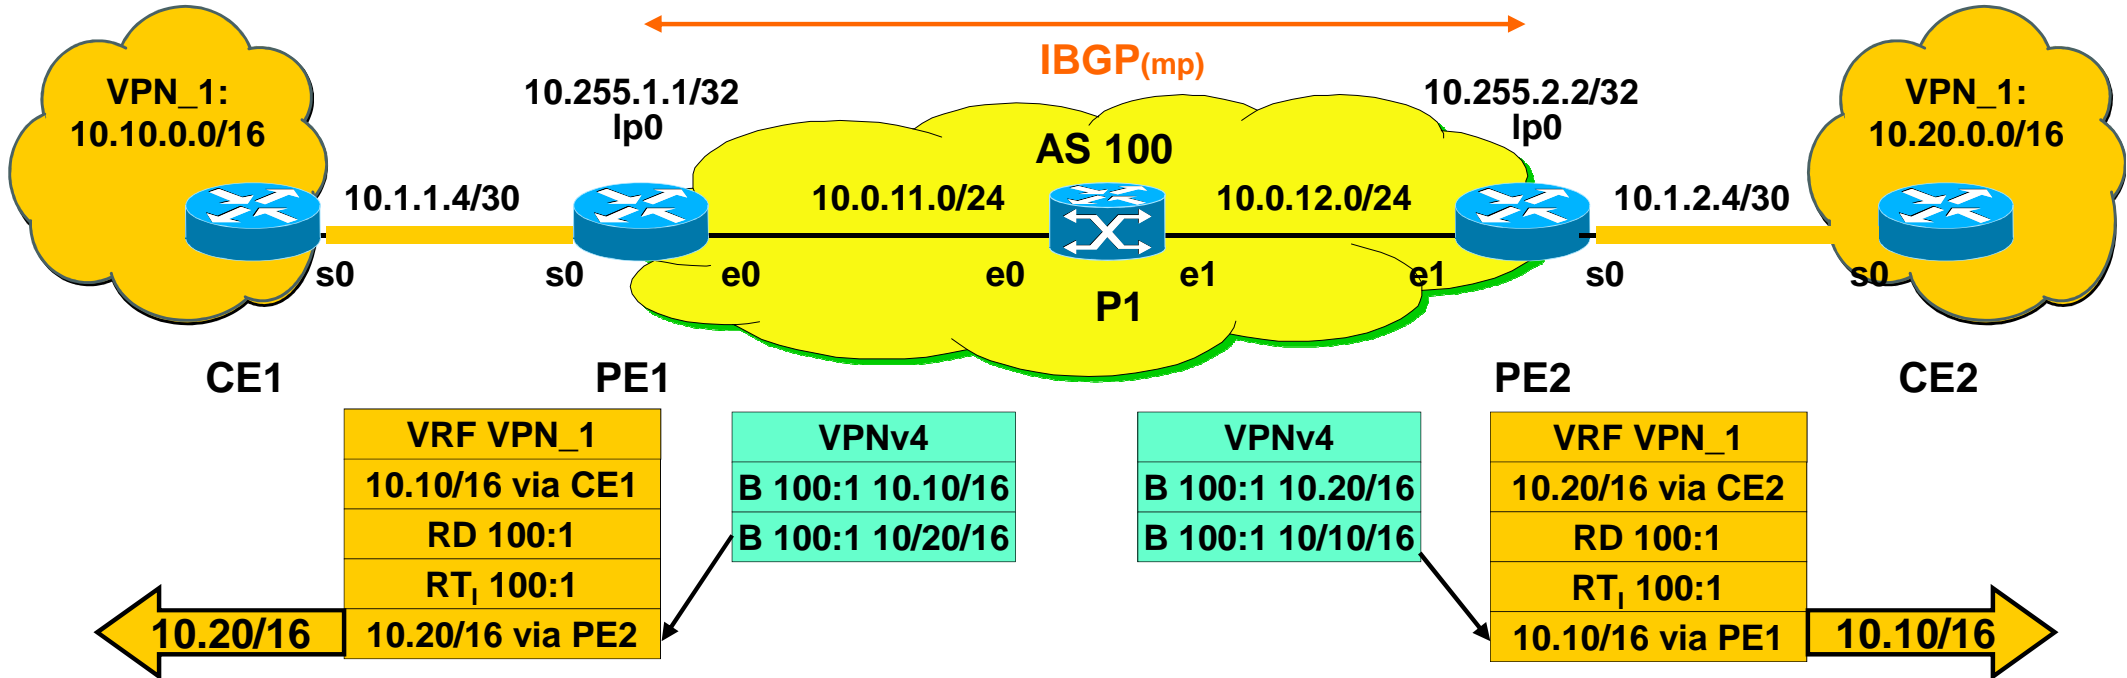 IBGP(mp)
VPN_1:
10.10.0.0/16
10.255.1.1/32
lp0
AS 100
10.255.2.2/32
lp0
VPN_1:
10.20.0.0/16
10.1.1.4/30
10.0.11.0/24
10.0.12.0/24
10.1.2.4/30
s0
s0
e0
e0
e1
e1
s0
s0
P1
CE1
PE1
PE2
CE2
VRF VPN_1
10.10/16 via CE1
RD 100:1
RTI 100:1
10.20/16 via PE2
10.20/16
VPNv4
B 100:1 10.10/16
B 100:1 10/20/16
VPNv4
B 100:1 10.20/16
B 100:1 10/10/16
VRF VPN_1
10.20/16 via CE2
RD 100:1
RTI 100:1
10.10/16 via PE1
10.10/16